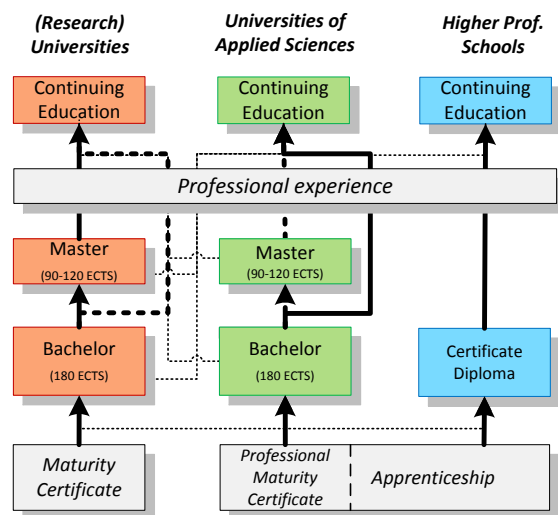 (Research)
Universities
Universities of
Applied Sciences
Higher Prof.
Schools
Continuing
Education
Continuing
Education
Continuing
Education
Professional experience
Master
(90-120 ECTS)
Master
(90-120 ECTS)
Bachelor
(180 ECTS)
Bachelor
(180 ECTS)
Certificate
Diploma
Maturity
Certificate
Professional
Maturity
Certificate
Apprenticeship